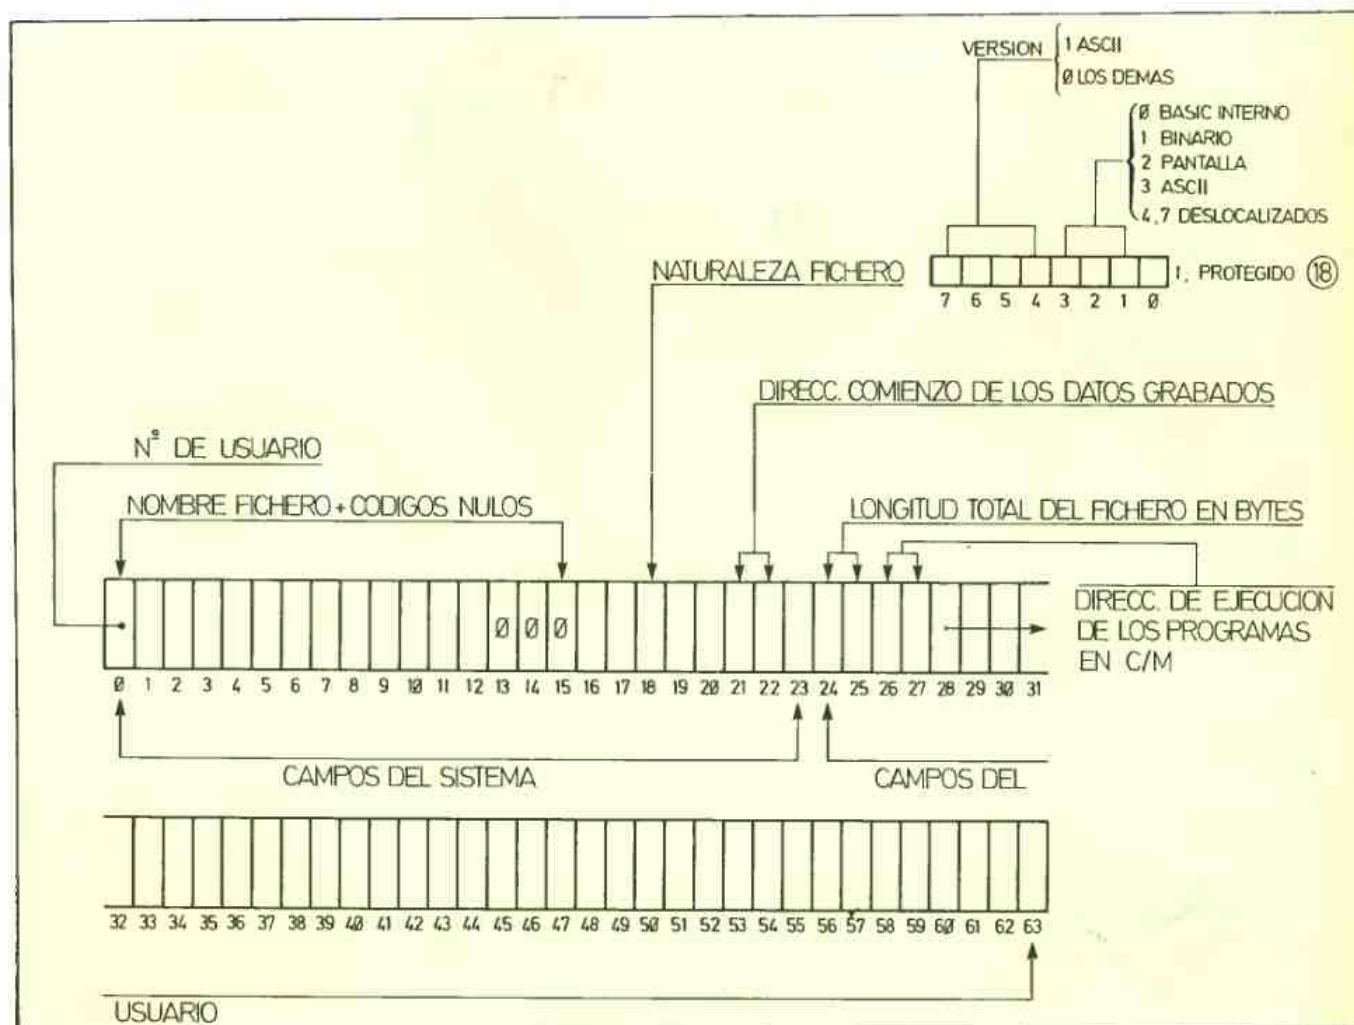 VERSION
1 ASCII
Ø LOS DEMAS
Ø BASIC INTERNO
1 BINARIO
2 PANTALLA
3 ASCII
4,7 DESLOCALIZADOS
NATURALEZA FICHERO
1, PROTEGIDO 18
7 6 5 4 3 2 1 Ø
DIRECC. COMIENZO DE LOS DATOS GRABADOS
Nº DE USUARIO
NOMBRE FICHERO + CODIGOS NULOS
LONGITUD TOTAL DEL FICHERO EN BYTES
Ø Ø Ø
DIRECC. DE EJECUCION
DE LOS PROGRAMAS
EN C/M
Ø 1 2 3 4 5 6 7 8 9 1Ø 11 12 13 14 15 16 17 18 19 2Ø 21 22 23 24 25 26 27 28 29 3Ø 31
CAMPOS DEL SISTEMA
CAMPOS DEL
32 33 34 35 36 37 38 39 4Ø 41 42 43 44 45 46 47 48 49 5Ø 51 52 53 54 55 56 57 58 59 6Ø 61 62 63
USUARIO